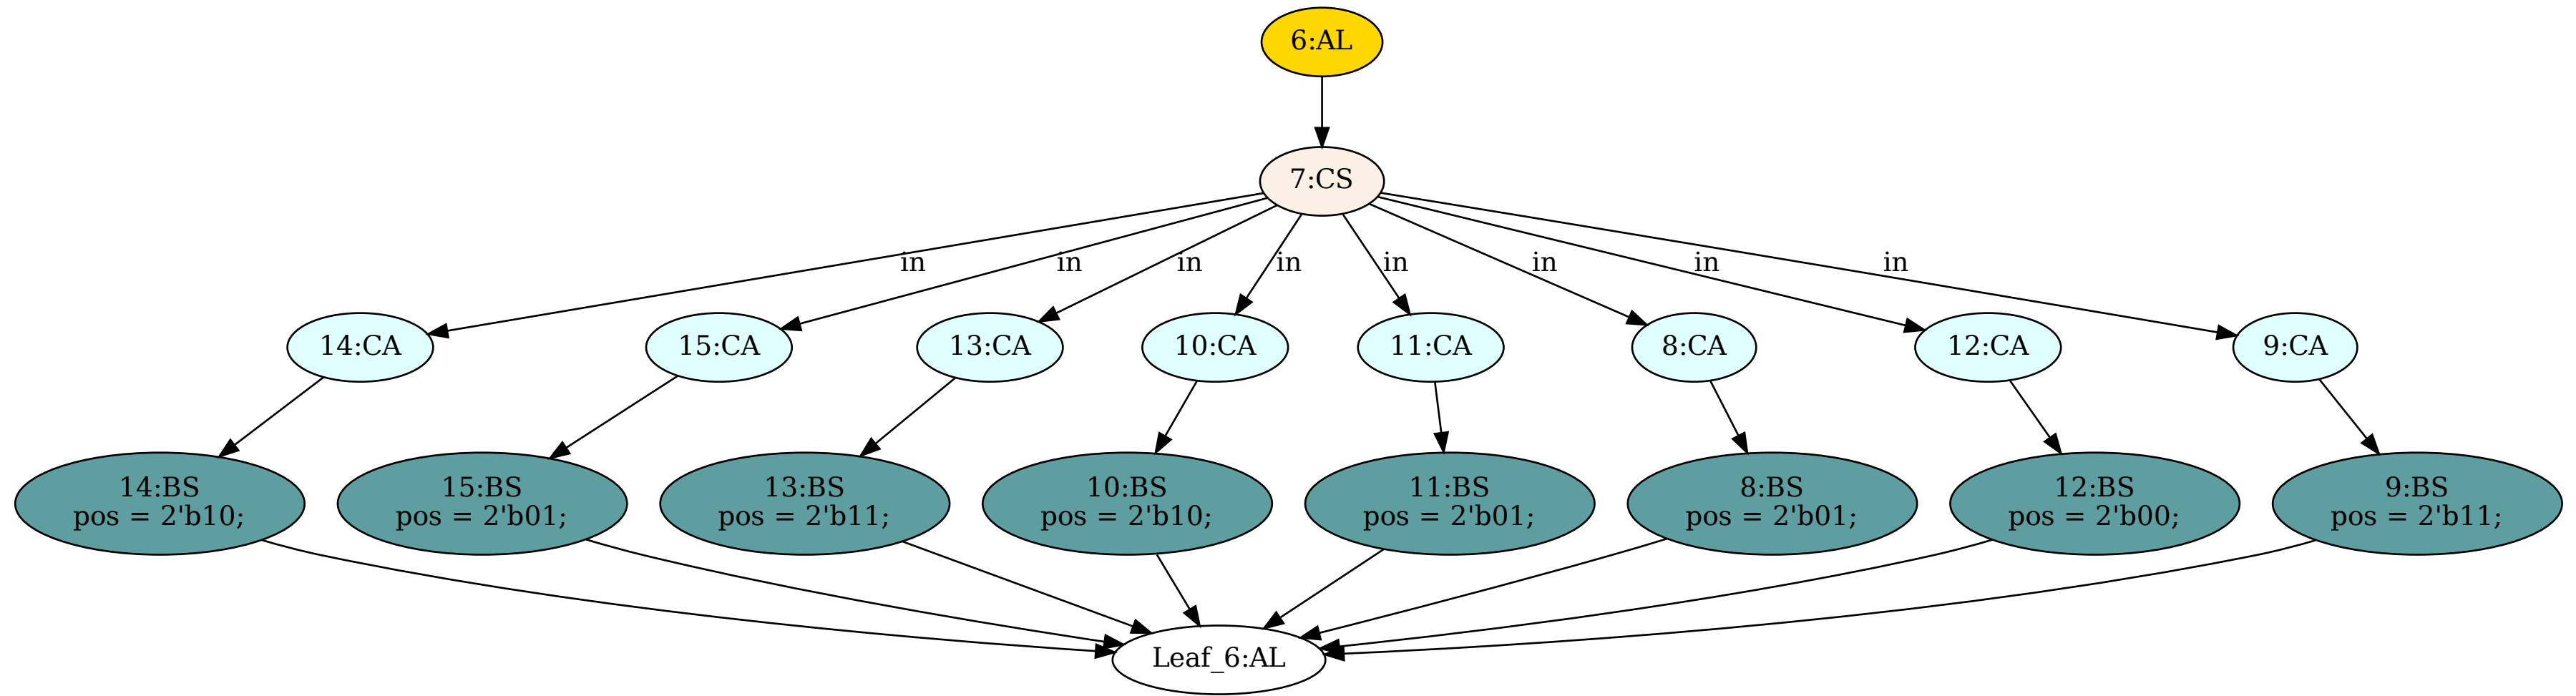 6:AL
7:CS
in in in in in in in in
14:CA 15:CA 13:CA 10:CA 11:CA 8:CA 12:CA 9:CA
14:BS
pos = 2'b10;
15:BS
pos = 2'b01;
13:BS
pos = 2'b11;
10:BS
pos = 2'b10;
11:BS
pos = 2'b01;
8:BS
pos = 2'b01;
12:BS
pos = 2'b00;
9:BS
pos = 2'b11;
Leaf_6:AL